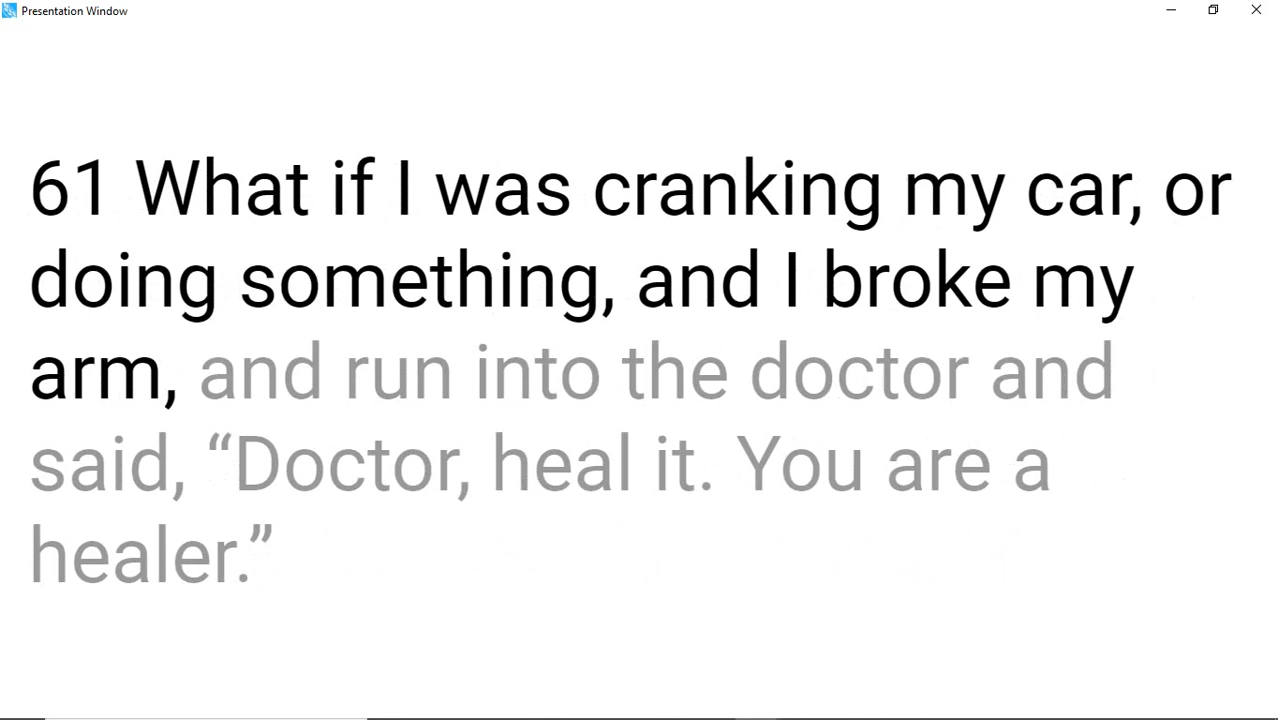 Presentation Window
61 What if I was cranking my car, or
doing something, and I broke my
arm, and run into the doctor and
said, “Doctor, heal it. You are a
healer.”